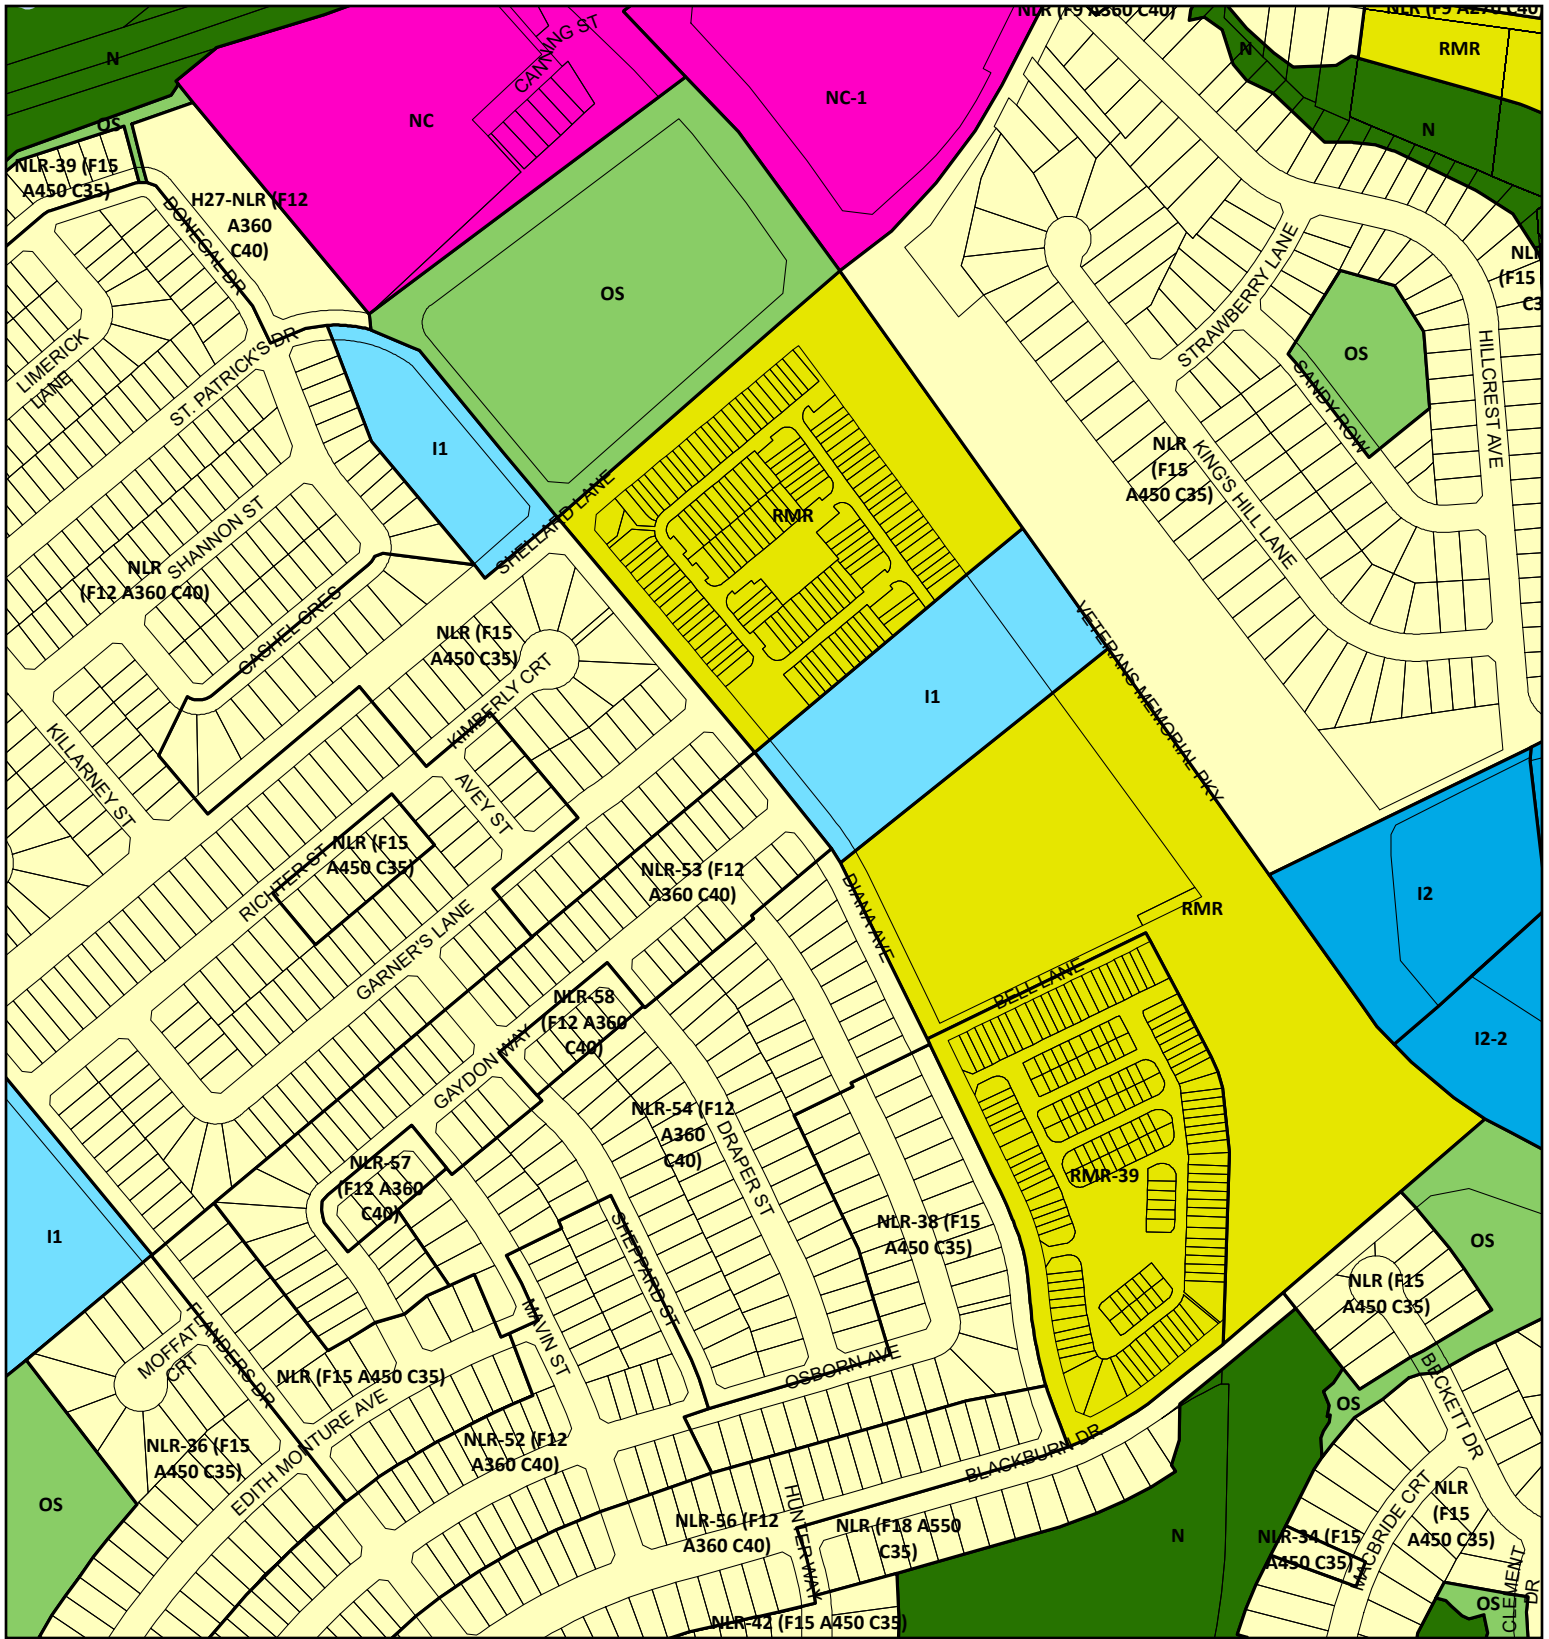 NLR (F9 A360 C40)
NLR (F9 A270 C40
N
CANNING ST
N
RMR
NC
NC-1
OS
N
NLR-39 (F15
A450 C35)
DONEGAL DR
H27-NLR (F12
A360
C40)
OS
STRAWBERRY LANE
OS
SANDY ROW
HILLCREST AVE
(F15
LIMERICK
LANE
ST. PATRICK'S DR
I1
NLR
(F15
A450 C35)
KING'S HILL LANE
SHELLARD LANE
RMR
SHANNON ST
NLR
(F12 A360 C40)
CASHEL CRES
NLR (F15
A450 C35)
KIMBERLY CRT
VETERANS MEMORIAL PKY
I1
KILLARNEY ST
AVEY ST
NLR (F15
A450 C35)
RICHTER ST
NLR-53 (F12
A360 C40)
DIANA AVE
RMR
I2
GARNER'S LANE
BELL LANE
NLR-58
(F12 A360
C40)
GAYDON WAY
I2-2
NLR-54 (F12
A360
C40)
DRAPER ST
NLR-57
(F12 A360
C40)
RMR-39
I1
SHEPPARD ST
NLR-38 (F15
A450 C35)
OS
NLR (F15
A450 C35)
MOFFAT
CRT
FLANDERS DR
MAVIN ST
NLR (F15 A450 C35)
OSBORN AVE
BECKETT DR
OS
EDITH MONTURE AVE
NLR-36 (F15
A450 C35)
NLR-52 (F12
A360 C40)
BLACKBURN DR
OS
HUNTER WAY
NLR-56 (F12
A360 C40)
NLR (F18 A550
C35)
N
NLR-34 (F15
A450 C35)
MACBRIDE CRT
NLR
(F15
A450 C35)
CLEMENT
DR
OS
NLR-42 (F15 A450 C35)